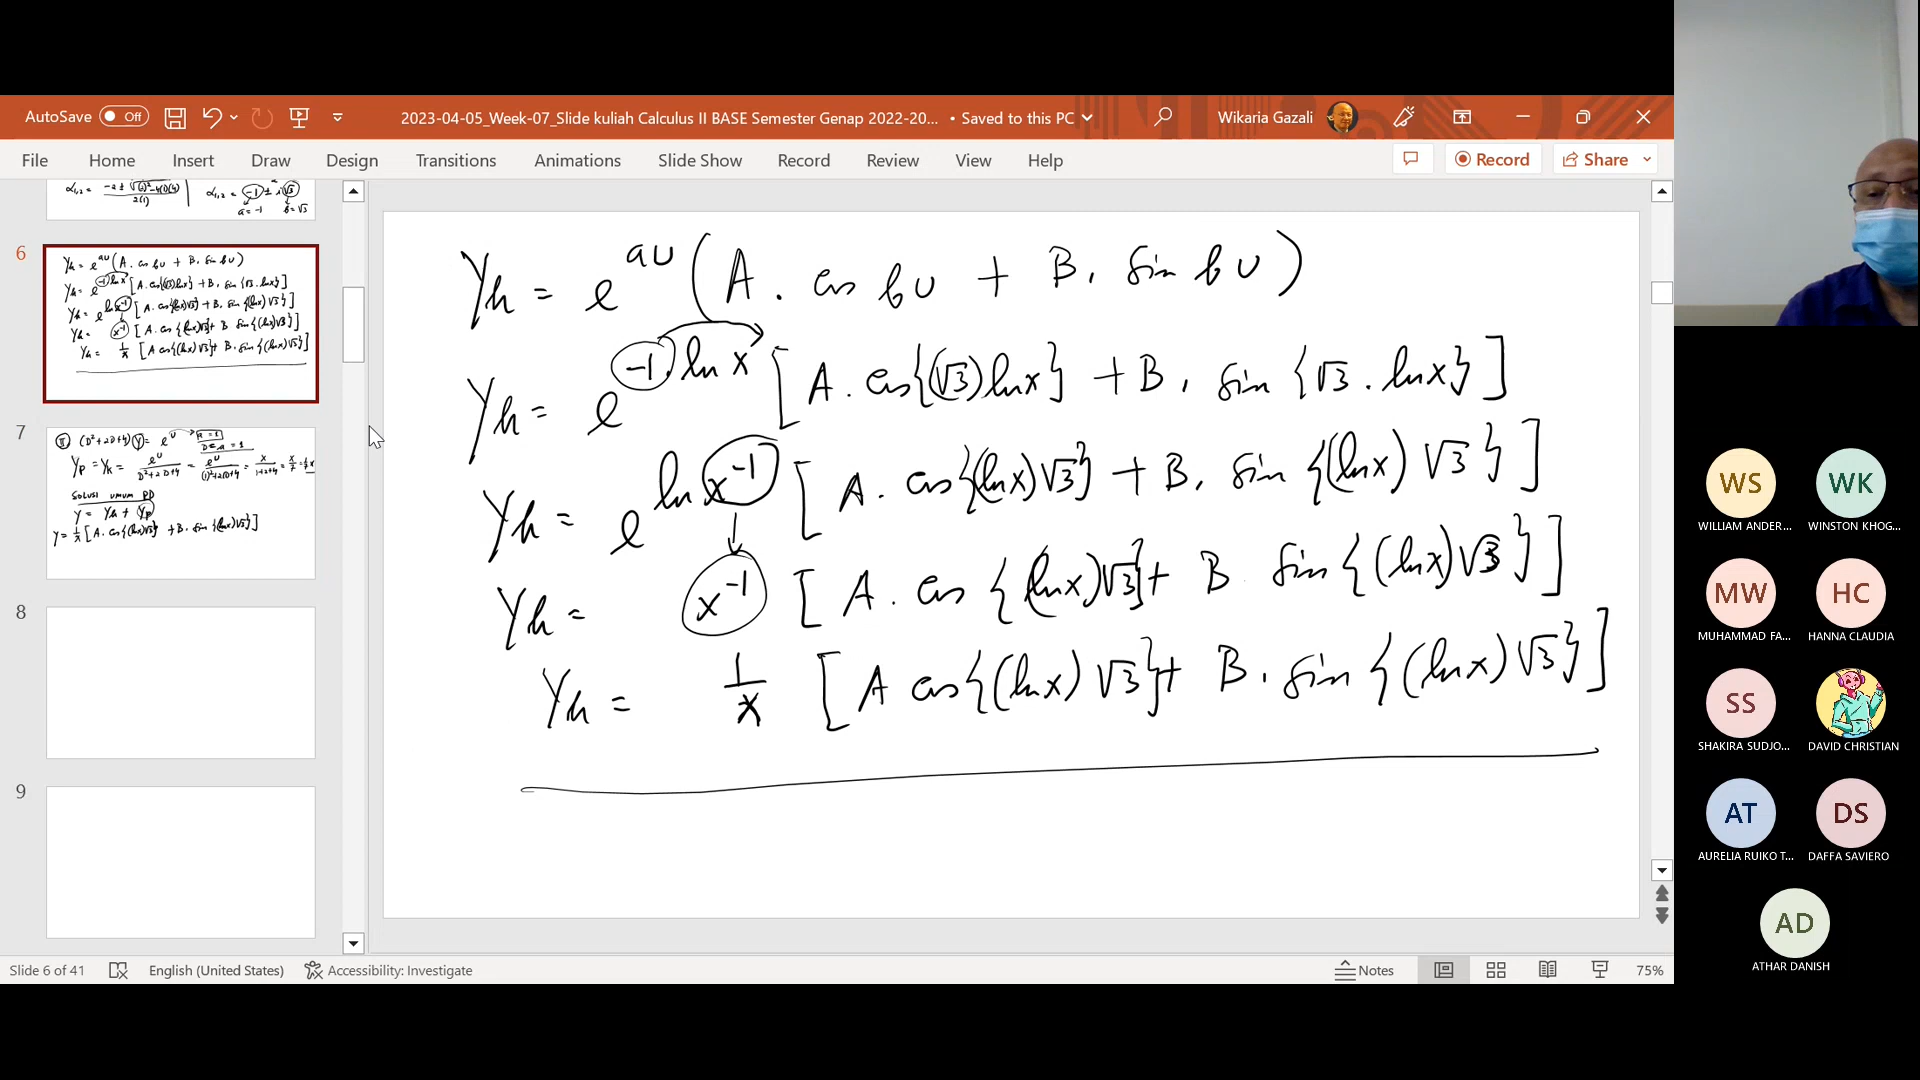 AutoSave Off 2023-04-05_Week-07_Slide kuliah Calculus II BASE Semester Genap 2022-20... • Saved to this PC Wikaria Gazali
File Home Insert Draw Design Transitions Animations Slide Show Record Review View Help Record Share
6
7
Solusi umum PD
y = Yh + Yp
8
9
Yh = e^au (A . cos bu + B . sin bu)
Yh = e^-1 . ln x [A . cos{(√3) ln x} + B . sin {√3 . ln x}]
Yh = e^ln x^-1 [A . cos{(ln x)√3} + B . sin {(ln x) √3}]
Yh = x^-1 [A . cos {(ln x)√3} + B sin {(ln x)√3}]
Yh = 1/x [A cos{(ln x) √3} + B . sin {(ln x) √3}]
WS WK
WILLIAM ANDER... WINSTON KHOG...
MW HC
MUHAMMAD FA... HANNA CLAUDIA
SS
SHAKIRA SUDJO... DAVID CHRISTIAN
AT DS
AURELIA RUIKO T... DAFFA SAVIERO
AD
ATHAR DANISH
Slide 6 of 41 English (United States) Accessibility: Investigate Notes 75%